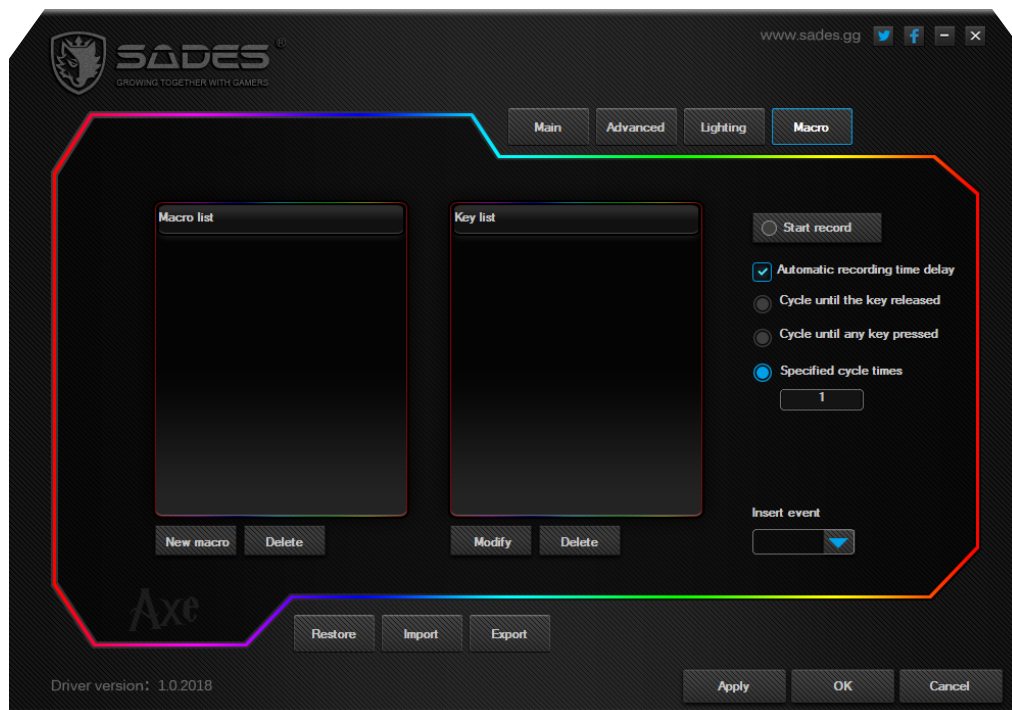 www.sades.gg
SADES®
GROWING TOGETHER WITH GAMERS
Main Advanced Lighting Macro
Macro list
Key list
Start record
Automatic recording time delay
Cycle until the key released
Cycle until any key pressed
Specified cycle times
1
Insert event
New macro Delete
Modify Delete
Axe
Restore Import Export
Driver version: 1.0.2018
Apply OK Cancel